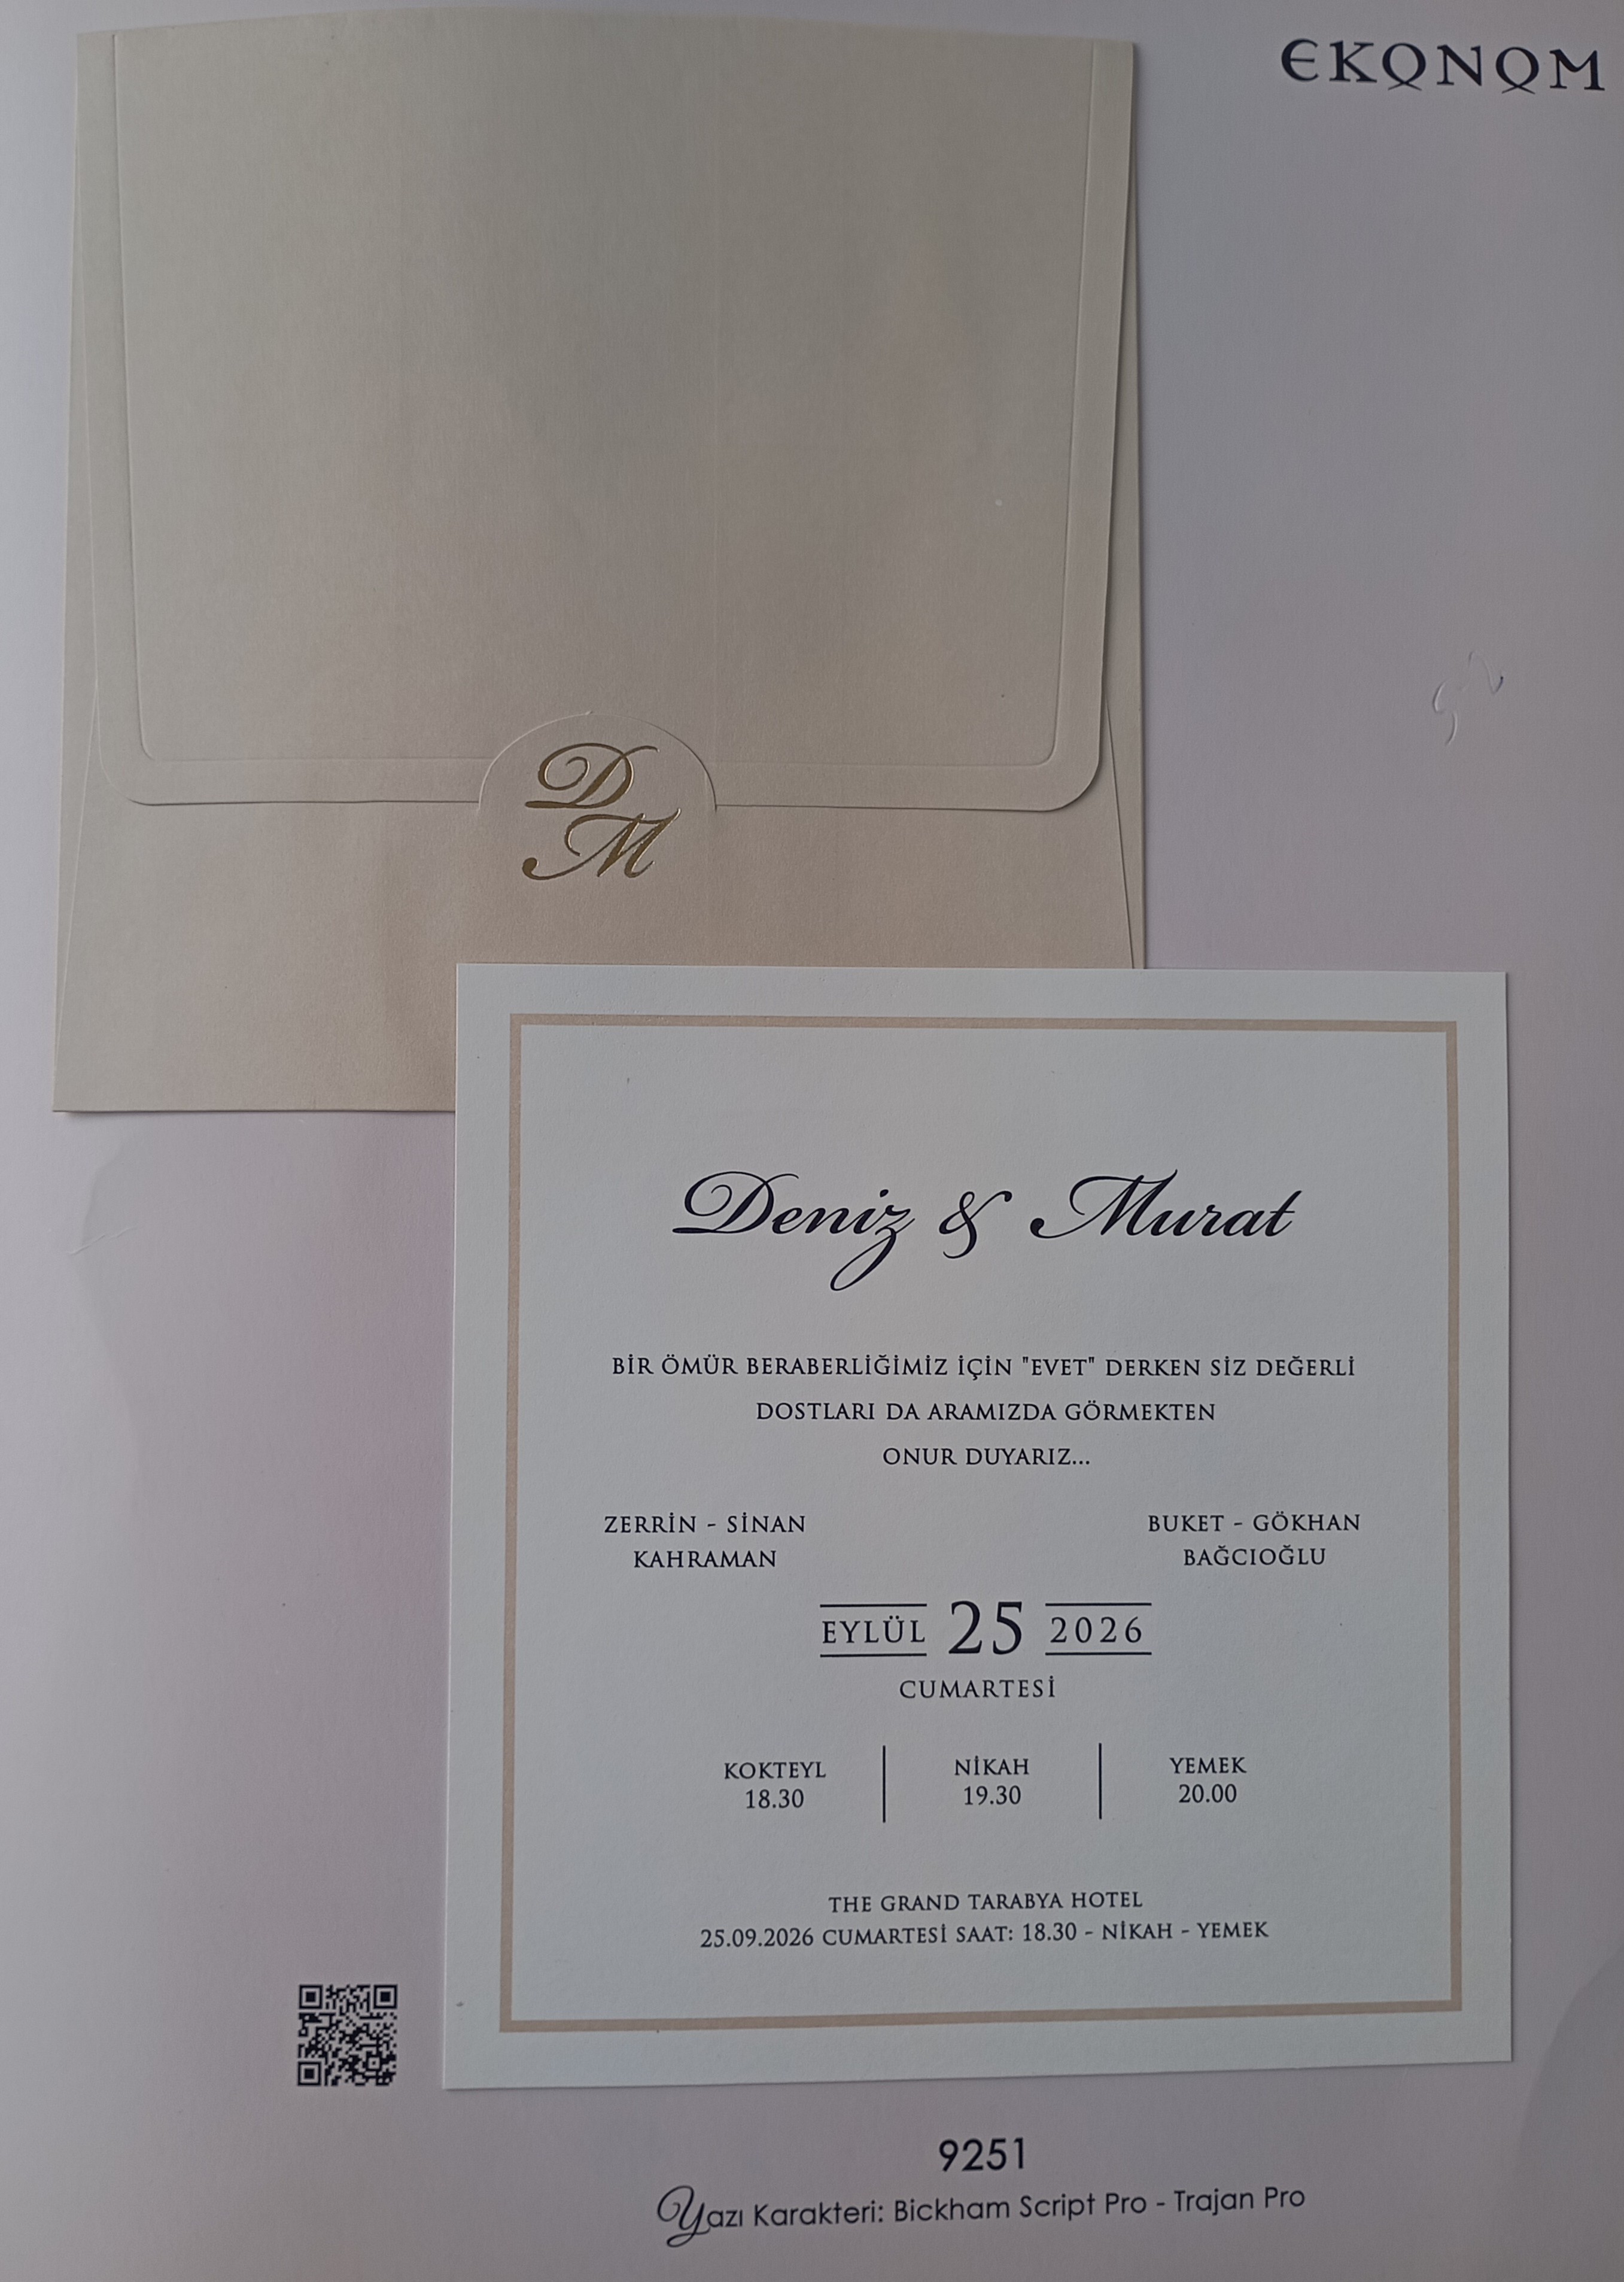 EKONOM
D
M
Deniz & Murat
BİR ÖMÜR BERABERLİĞİMİZ İÇİN "EVET" DERKEN SİZ DEĞERLİ
DOSTLARI DA ARAMIZDA GÖRMEKTEN
ONUR DUYARIZ...
ZERRİN - SİNAN
KAHRAMAN
BUKET - GÖKHAN
BAĞCIOĞLU
EYLÜL 25 2026
CUMARTESİ
KOKTEYL
18.30
NİKAH
19.30
YEMEK
20.00
THE GRAND TARABYA HOTEL
25.09.2026 CUMARTESİ SAAT: 18.30 - NİKAH - YEMEK
9251
Yazı Karakteri: Bickham Script Pro - Trajan Pro